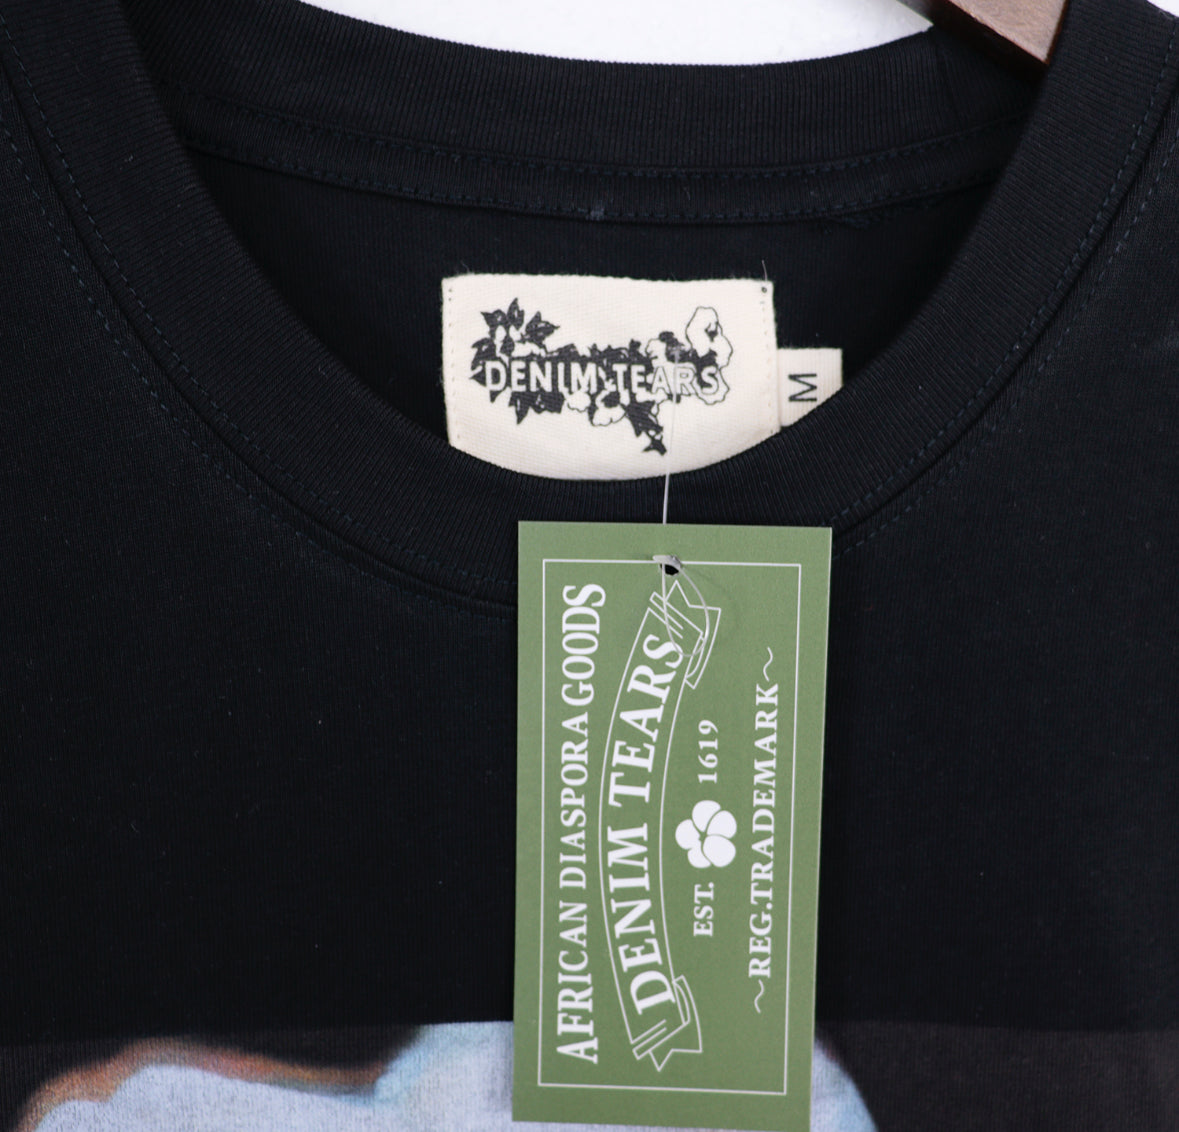 DENIM TEARS
M
AFRICAN DIASPORA GOODS
DENIM TEARS
EST. 1619
~REG.TRADEMARK~